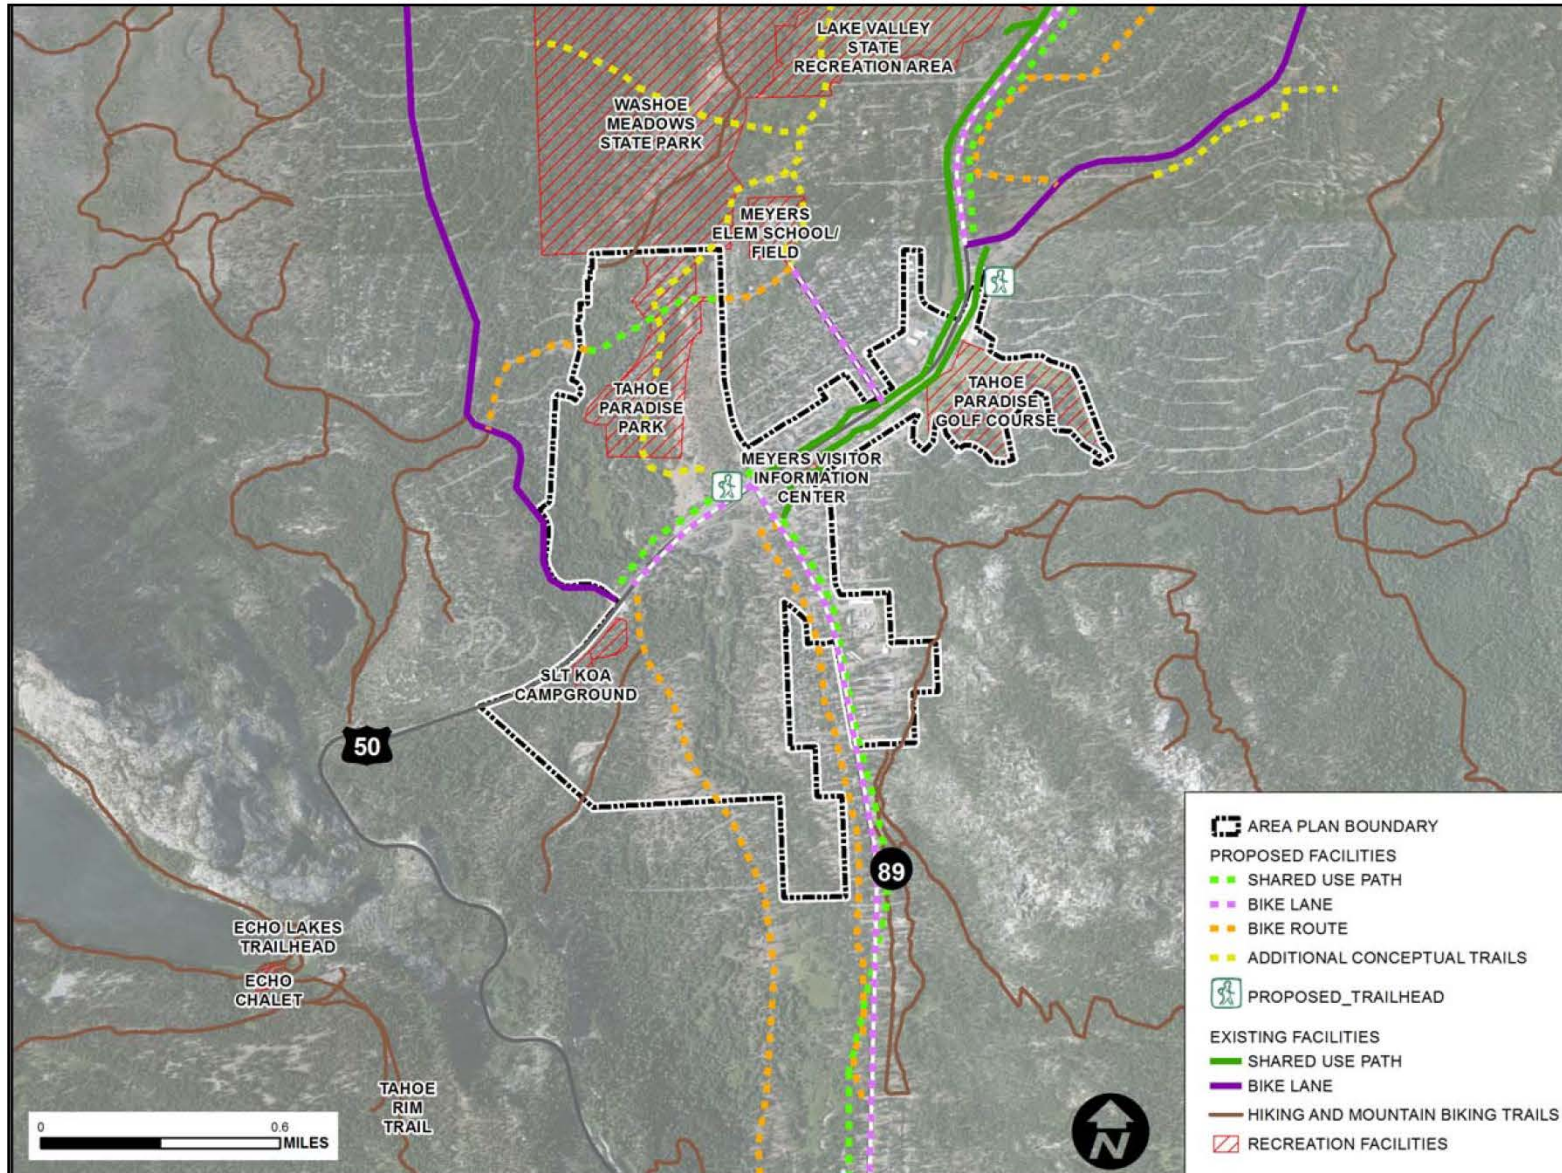 LAKE VALLEY
STATE
RECREATION AREA
WASHOE
MEADOWS
STATE PARK
MEYERS
ELEM SCHOOL/
FIELD
TAHOE
PARADISE
PARK
TAHOE
PARADISE
GOLF COURSE
MEYERS VISITOR
INFORMATION
CENTER
SLT KOA
CAMPGROUND
50
89
ECHO LAKES
TRAILHEAD
ECHO
CHALET
TAHOE
RIM
TRAIL
0 0.6
MILES
N
AREA PLAN BOUNDARY
PROPOSED FACILITIES
SHARED USE PATH
BIKE LANE
BIKE ROUTE
ADDITIONAL CONCEPTUAL TRAILS
PROPOSED_TRAILHEAD
EXISTING FACILITIES
SHARED USE PATH
BIKE LANE
HIKING AND MOUNTAIN BIKING TRAILS
RECREATION FACILITIES